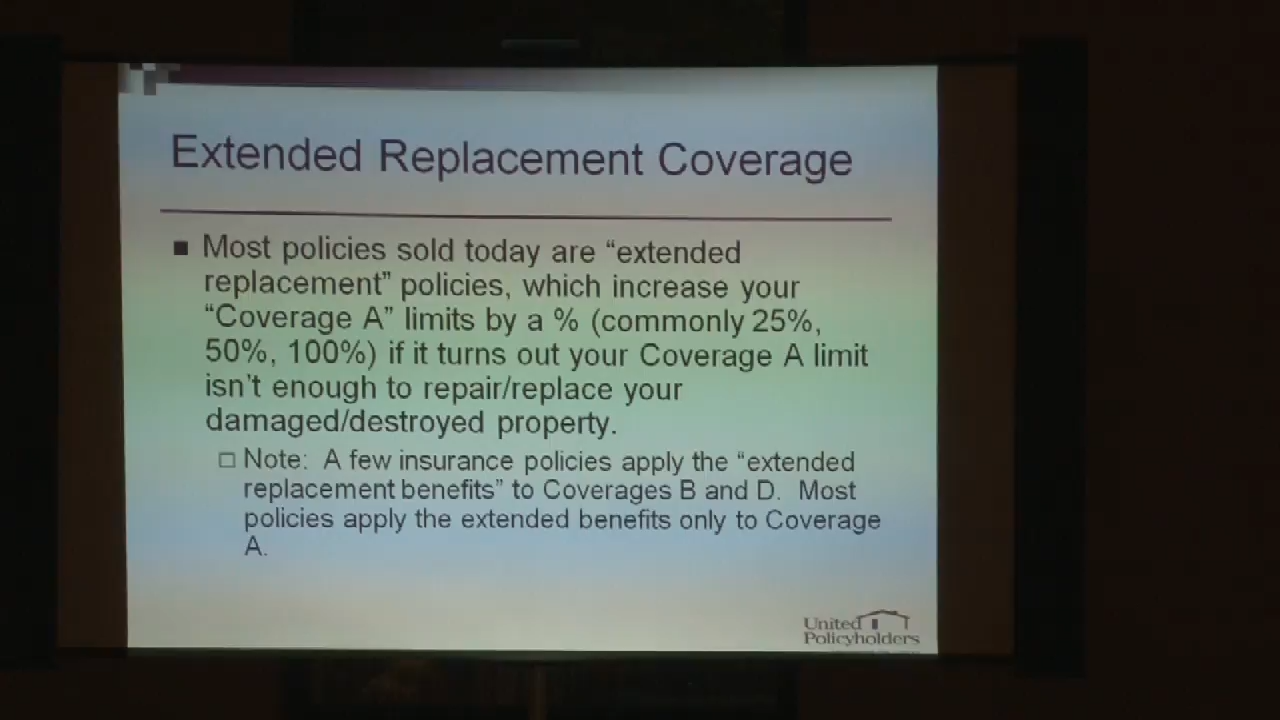 Extended Replacement Coverage
■ Most policies sold today are “extended
replacement” policies, which increase your
“Coverage A” limits by a % (commonly 25%,
50%, 100%) if it turns out your Coverage A limit
isn't enough to repair/replace your
damaged/destroyed property.
□ Note: A few insurance policies apply the “extended
replacement benefits” to Coverages B and D. Most
policies apply the extended benefits only to Coverage
A.
United
Policyholders